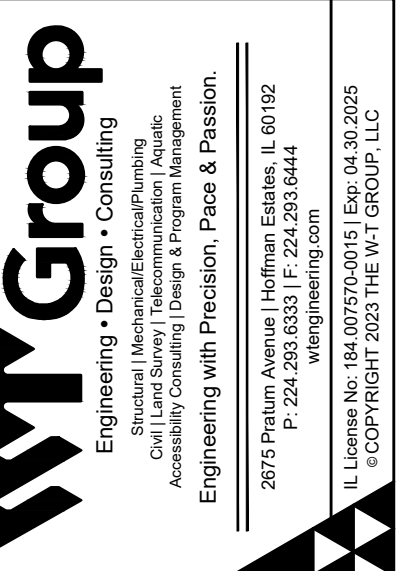 WT Group
Engineering • Design • Consulting
Structural | Mechanical/Electrical/Plumbing
Civil | Land Survey | Telecommunication | Aquatic
Accessibility Consulting | Design & Program Management
Engineering with Precision, Pace & Passion.
2675 Pratum Avenue | Hoffman Estates, IL 60192
P: 224.293.6333 | F: 224.293.6444
wtengineering.com
IL License No: 184.007570-0015 | Exp: 04.30.2025
©COPYRIGHT 2023 THE W-T GROUP, LLC